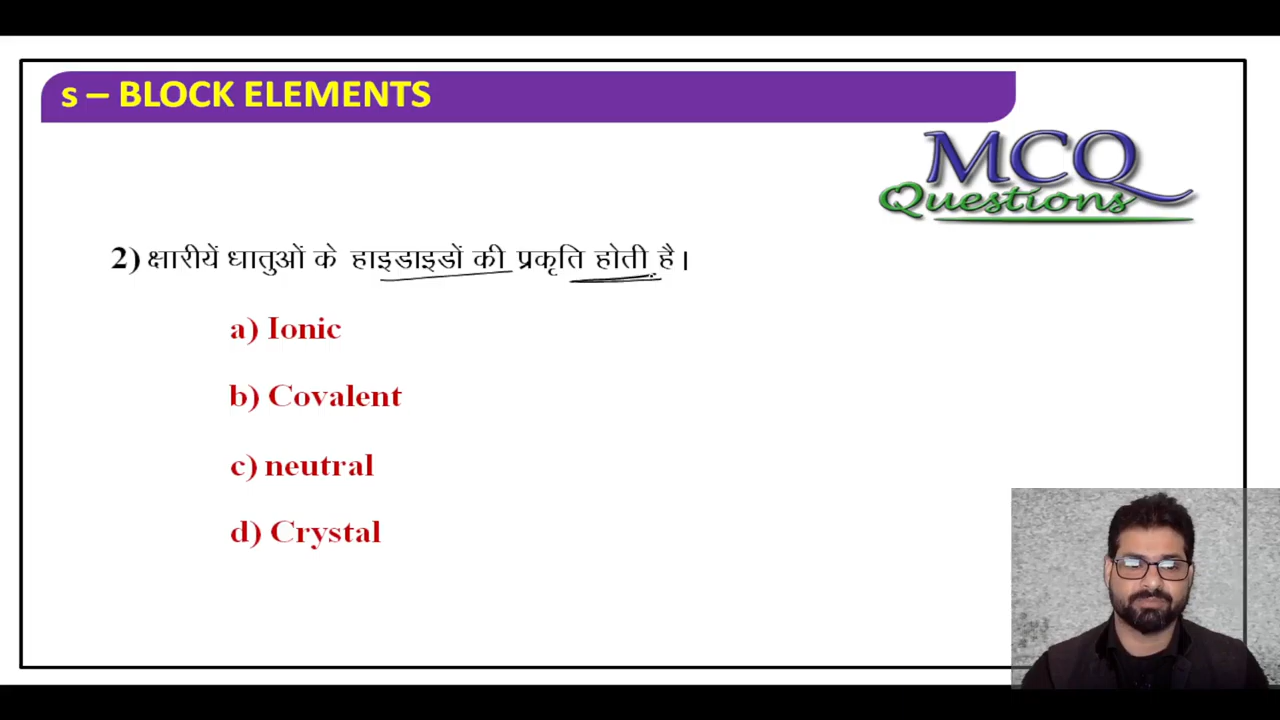 s – BLOCK ELEMENTS
MCQ
Questions
2) क्षारीयें धातुओं के हाइडाइडों की प्रकृति होती है।
a) Ionic
b) Covalent
c) neutral
d) Crystal